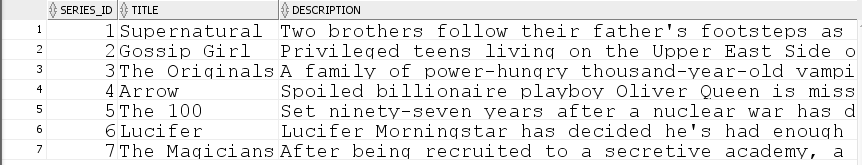 SERIES_ID TITLE DESCRIPTION
1 1 Supernatural Two brothers follow their father's footsteps as
2 2 Gossip Girl Privileged teens living on the Upper East Side o
3 3 The Originals A family of power-hungry thousand-year-old vampi
4 4 Arrow Spoiled billionaire playboy Oliver Queen is miss
5 5 The 100 Set ninety-seven years after a nuclear war has d
6 6 Lucifer Lucifer Morningstar has decided he's had enough
7 7 The Magicians After being recruited to a secretive academy, a